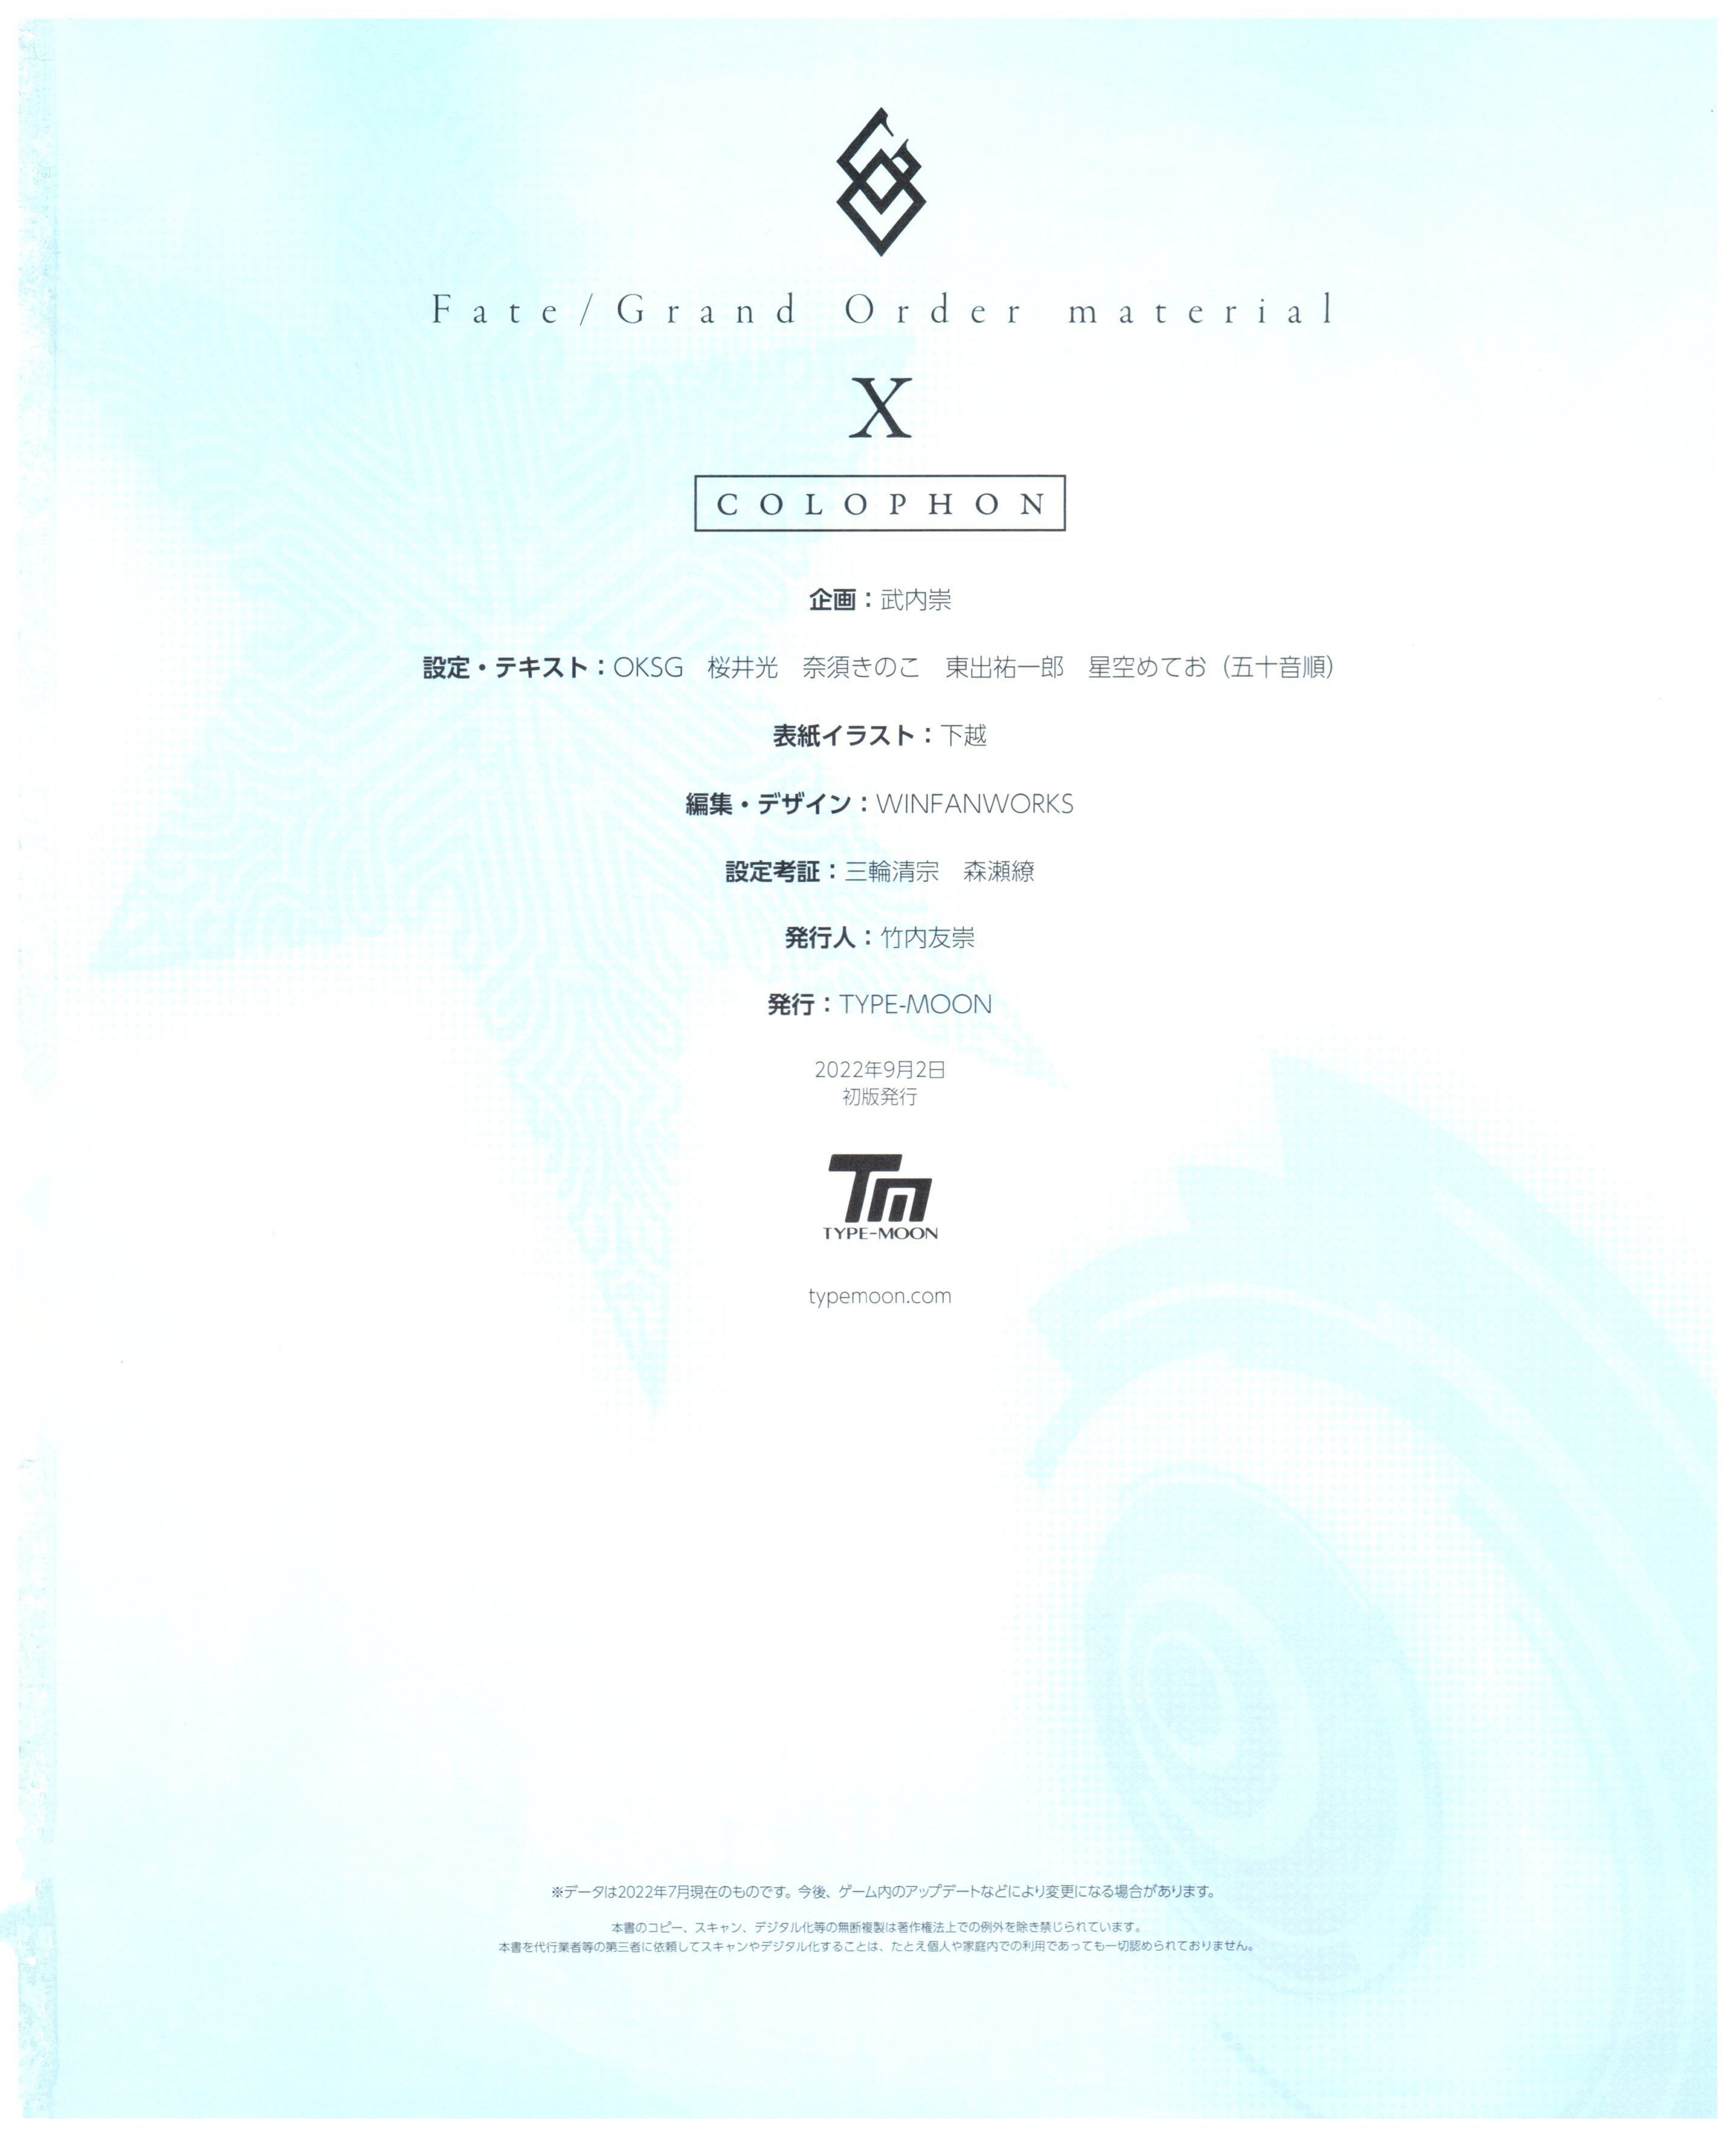 Fate/Grand Order material
X
COLOPHON
企画：武内崇
設定・テキスト：OKSG　桜井光　奈須きのこ　東出祐一郎　星空めてお（五十音順）
表紙イラスト：下越
編集・デザイン：WINFANWORKS
設定考証：三輪清宗　森瀬繚
発行人：竹内友崇
発行：TYPE-MOON
2022年9月2日
初版発行
TM
TYPE-MOON
typemoon.com
※データは2022年7月現在のものです。今後、ゲーム内のアップデートなどにより変更になる場合があります。
本書のコピー、スキャン、デジタル化等の無断複製は著作権法上での例外を除き禁じられています。
本書を代行業者等の第三者に依頼してスキャンやデジタル化することは、たとえ個人や家庭内での利用であっても一切認められておりません。